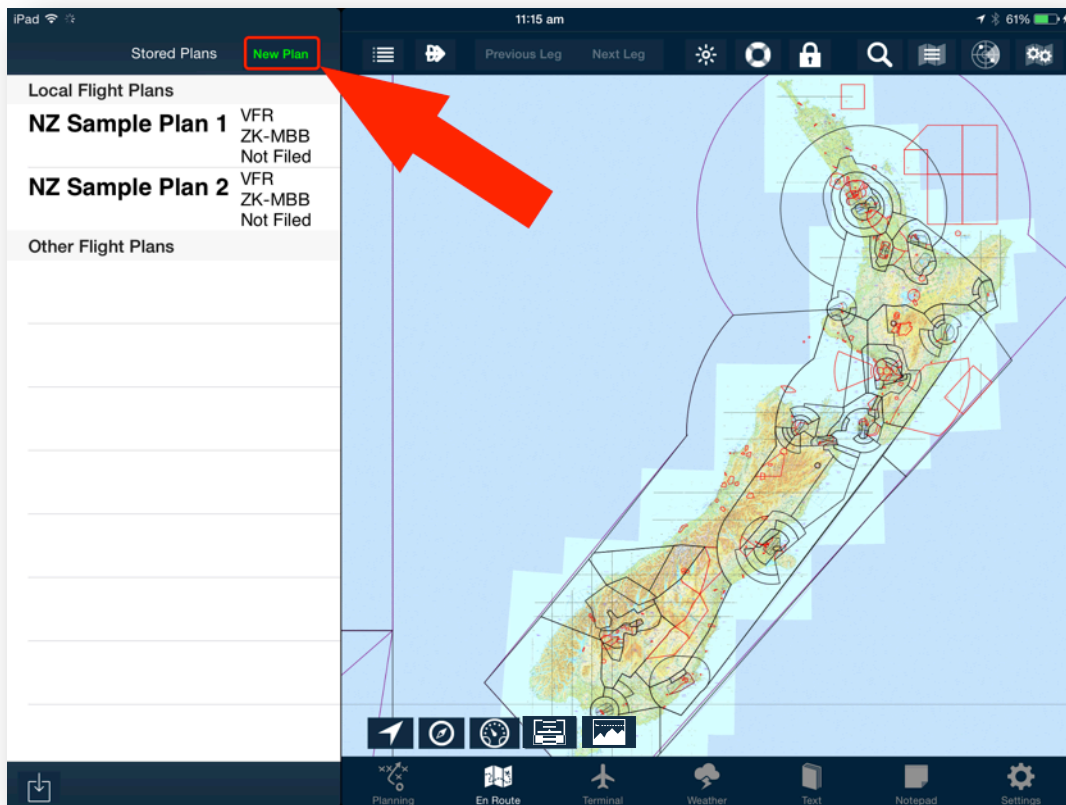 iPad 11:15 am 61%
Stored Plans New Plan Previous Leg Next Leg
Local Flight Plans
NZ Sample Plan 1 VFR
ZK-MBB
Not Filed
NZ Sample Plan 2 VFR
ZK-MBB
Not Filed
Other Flight Plans
Planning En Route Terminal Weather Text Notepad Settings